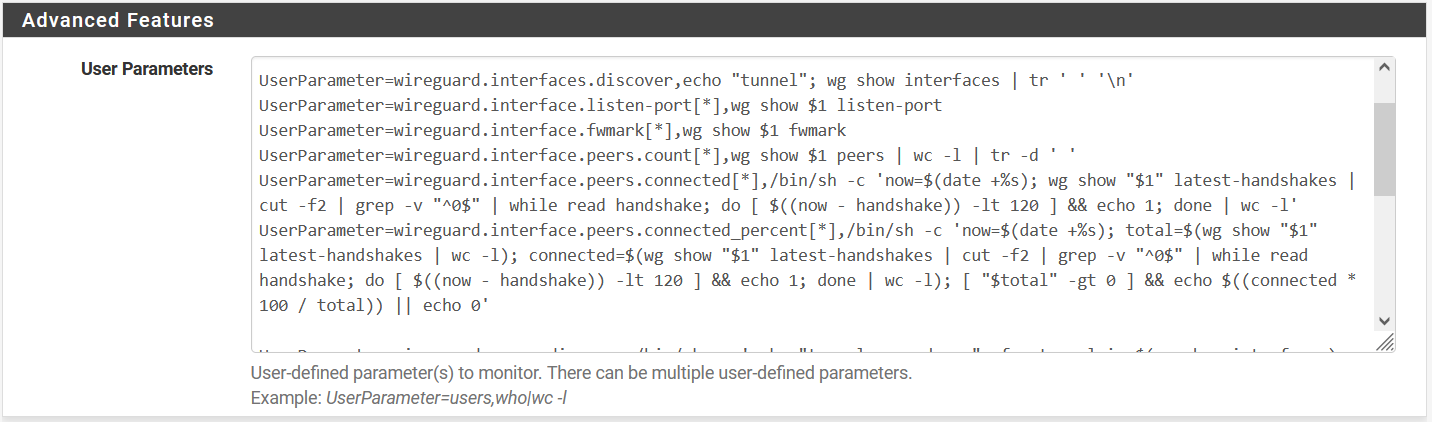 Advanced Features
User Parameters
UserParameter=wireguard.interfaces.discover,echo "tunnel"; wg show interfaces | tr ' ' '\n'
UserParameter=wireguard.interface.listen-port[*],wg show $1 listen-port
UserParameter=wireguard.interface.fwmark[*],wg show $1 fwmark
UserParameter=wireguard.interface.peers.count[*],wg show $1 peers | wc -l | tr -d ' '
UserParameter=wireguard.interface.peers.connected[*],/bin/sh -c 'now=$(date +%s); wg show "$1" latest-handshakes |
cut -f2 | grep -v "^0$" | while read handshake; do [ $((now - handshake)) -lt 120 ] && echo 1; done | wc -l'
UserParameter=wireguard.interface.peers.connected_percent[*],/bin/sh -c 'now=$(date +%s); total=$(wg show "$1"
latest-handshakes | wc -l); connected=$(wg show "$1" latest-handshakes | cut -f2 | grep -v "^0$" | while read
handshake; do [ $((now - handshake)) -lt 120 ] && echo 1; done | wc -l); [ "$total" -gt 0 ] && echo $((connected *
100 / total)) || echo 0'
User-defined parameter(s) to monitor. There can be multiple user-defined parameters.
Example: UserParameter=users,who|wc -l